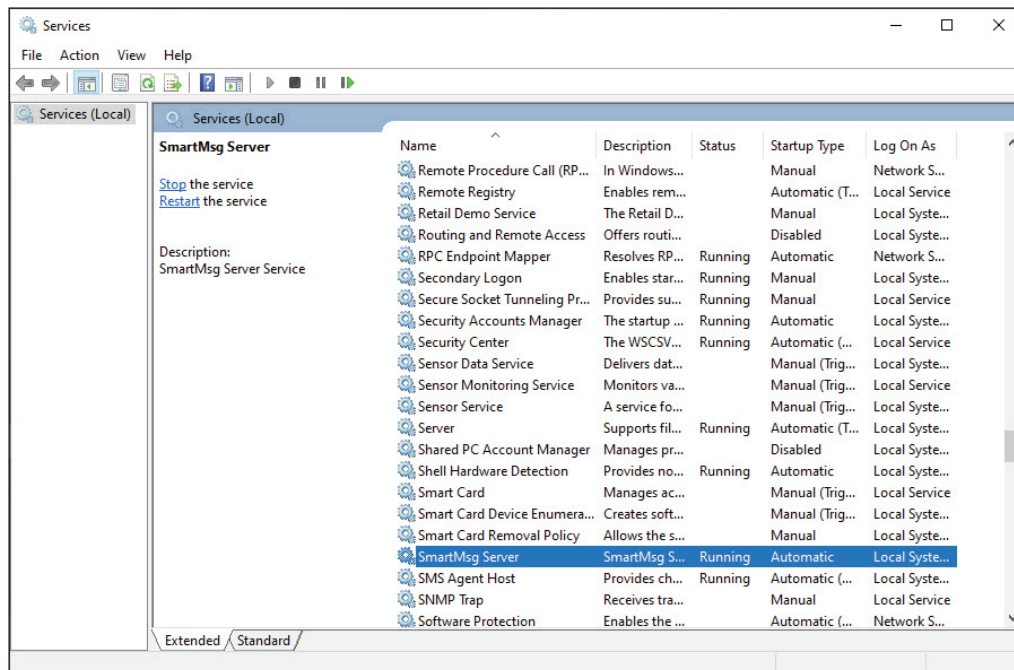 Services
File Action View Help
Services (Local)
Services (Local)
SmartMsg Server
Stop the service
Restart the service
Description:
SmartMsg Server Service
Name Description Status Startup Type Log On As
Remote Procedure Call (RP... In Windows... Manual Network S...
Remote Registry Enables rem... Automatic (T... Local Service
Retail Demo Service The Retail D... Manual Local Syste...
Routing and Remote Access Offers routi... Disabled Local Syste...
RPC Endpoint Mapper Resolves RP... Running Automatic Network S...
Secondary Logon Enables star... Running Manual Local Syste...
Secure Socket Tunneling Pr... Provides su... Running Manual Local Service
Security Accounts Manager The startup ... Running Automatic Local Syste...
Security Center The WSCSV... Running Automatic (... Local Service
Sensor Data Service Delivers dat... Manual (Trig... Local Syste...
Sensor Monitoring Service Monitors va... Manual (Trig... Local Service
Sensor Service A service fo... Manual (Trig... Local Syste...
Server Supports fil... Running Automatic (T... Local Syste...
Shared PC Account Manager Manages pr... Disabled Local Syste...
Shell Hardware Detection Provides no... Running Automatic Local Syste...
Smart Card Manages ac... Manual (Trig... Local Service
Smart Card Device Enumera... Creates soft... Manual (Trig... Local Syste...
Smart Card Removal Policy Allows the s... Manual Local Syste...
SmartMsg Server SmartMsg S... Running Automatic Local Syste...
SMS Agent Host Provides ch... Running Automatic (... Local Syste...
SNMP Trap Receives tra... Manual Local Service
Software Protection Enables the ... Automatic (... Network S...
Extended Standard